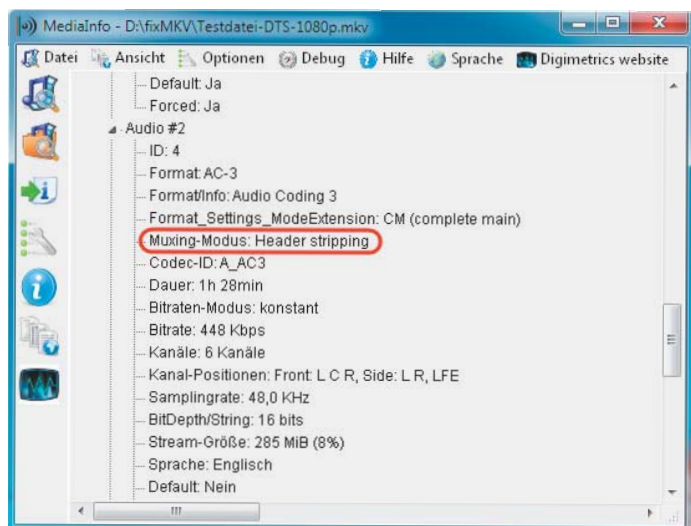 MediaInfo - D:\fixMKV\Testdatei-DTS-1080p.mkv
Datei Ansicht Optionen Debug Hilfe Sprache Digimetrics website
Default: Ja
Forced: Ja
Audio #2
ID: 4
Format: AC-3
Format/Info: Audio Coding 3
Format_Settings_ModeExtension: CM (complete main)
Muxing-Modus: Header stripping
Codec-ID: A_AC3
Dauer: 1h 28min
Bitraten-Modus: konstant
Bitrate: 448 Kbps
Kanäle: 6 Kanäle
Kanal-Positionen: Front: L C R, Side: L R, LFE
Samplingrate: 48,0 KHz
BitDepth/String: 16 bits
Stream-Größe: 285 MiB (8%)
Sprache: Englisch
Default: Nein